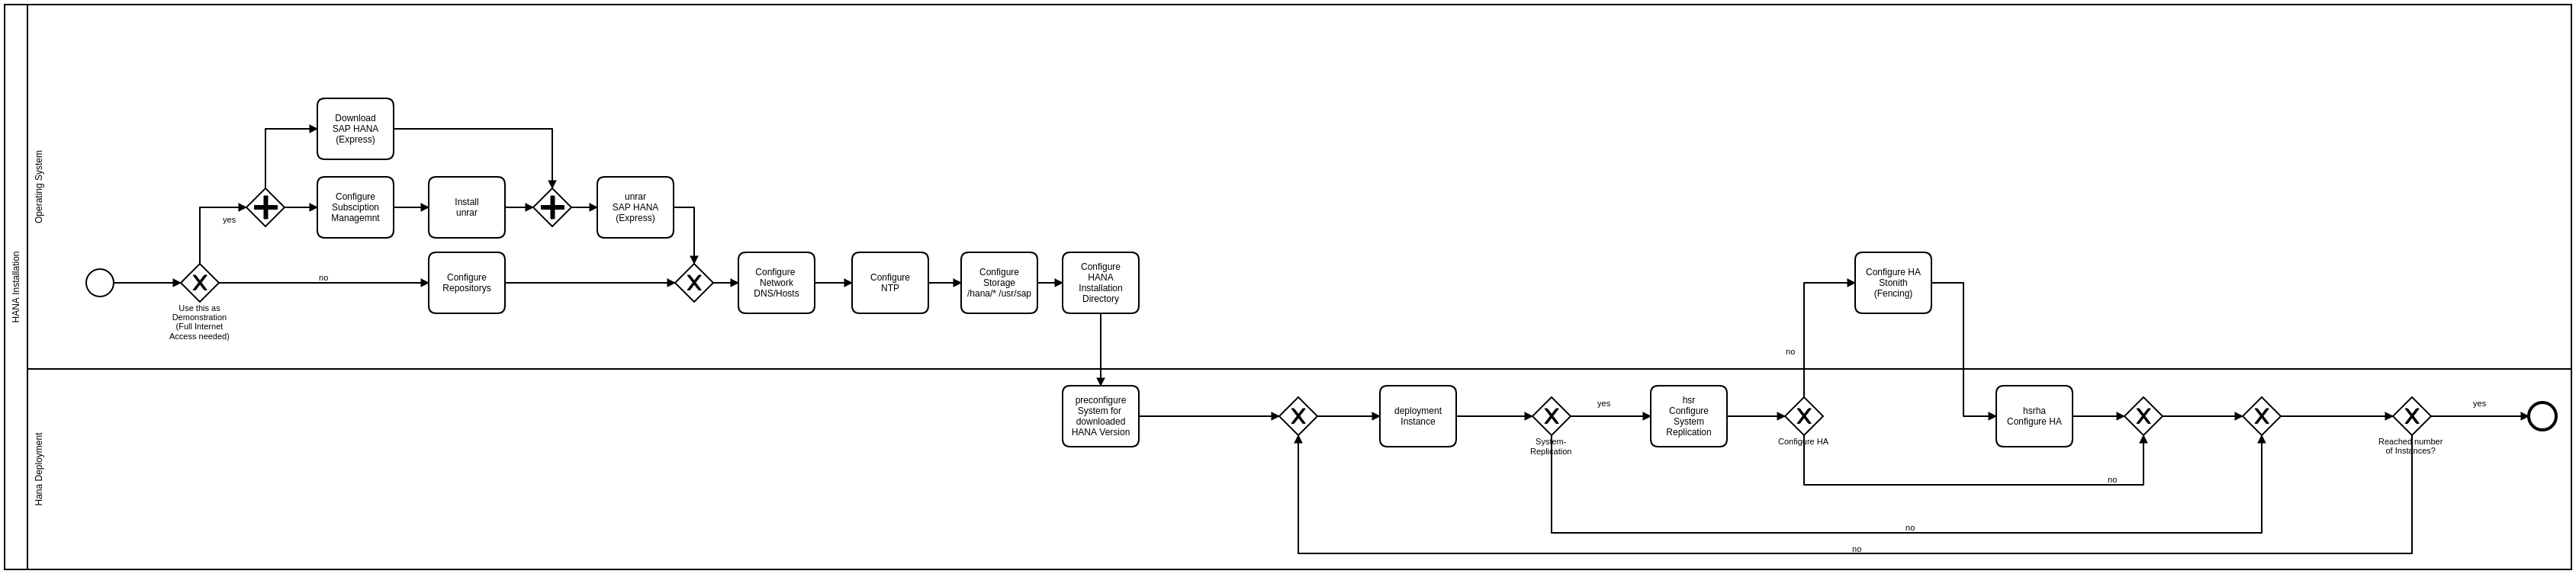 HANA Installation
Operating System
Download
SAP HANA
(Express)
Configure
Subsciption
Managemnt
Install
unrar
unrar
SAP HANA
(Express)
yes
no
Use this as
Demonstration
(Full Internet
Access needed)
Configure
Repositorys
Configure
Network
DNS/Hosts
Configure
NTP
Configure
Storage
/hana/* /usr/sap
Configure
HANA
Installation
Directory
Configure HA
Stonith
(Fencing)
no
Hana Deployment
preconfigure
System for
downloaded
HANA Version
deployment
Instance
System-
Replication
yes
hsr
Configure
System
Replication
Configure HA
hsrha
Configure HA
Reached number
of Instances?
yes
no
no
no